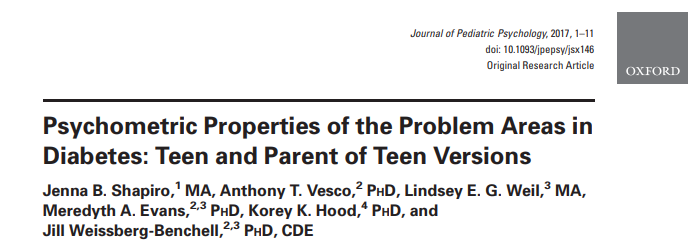 Journal of Pediatric Psychology, 2017, 1–11
doi: 10.1093/jpepsy/jsx146
Original Research Article
OXFORD
Psychometric Properties of the Problem Areas in
Diabetes: Teen and Parent of Teen Versions
Jenna B. Shapiro,1 MA, Anthony T. Vesco,2 PHD, Lindsey E. G. Weil,3 MA,
Meredyth A. Evans,2,3 PHD, Korey K. Hood,4 PHD, and
Jill Weissberg-Benchell,2,3 PHD, CDE